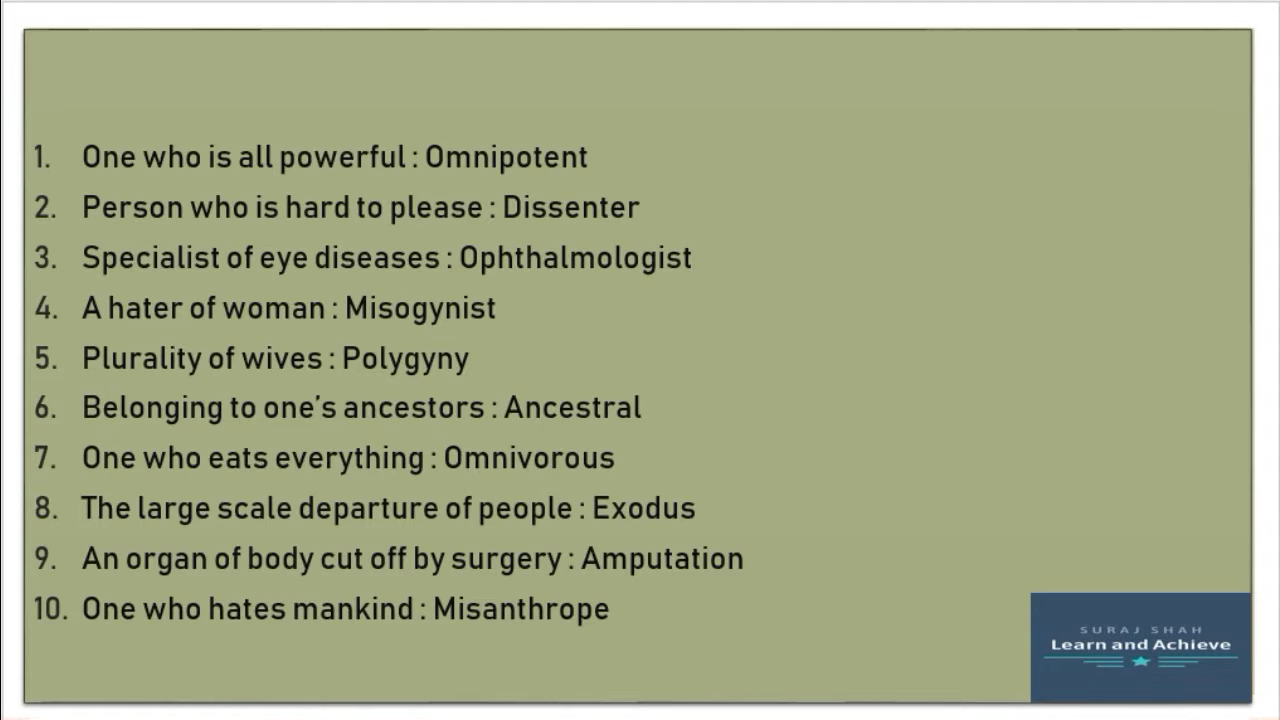 1. One who is all powerful : Omnipotent
2. Person who is hard to please : Dissenter
3. Specialist of eye diseases : Ophthalmologist
4. A hater of woman : Misogynist
5. Plurality of wives : Polygyny
6. Belonging to one's ancestors : Ancestral
7. One who eats everything : Omnivorous
8. The large scale departure of people : Exodus
9. An organ of body cut off by surgery : Amputation
10. One who hates mankind : Misanthrope
SURAJ SHAH
Learn and Achieve